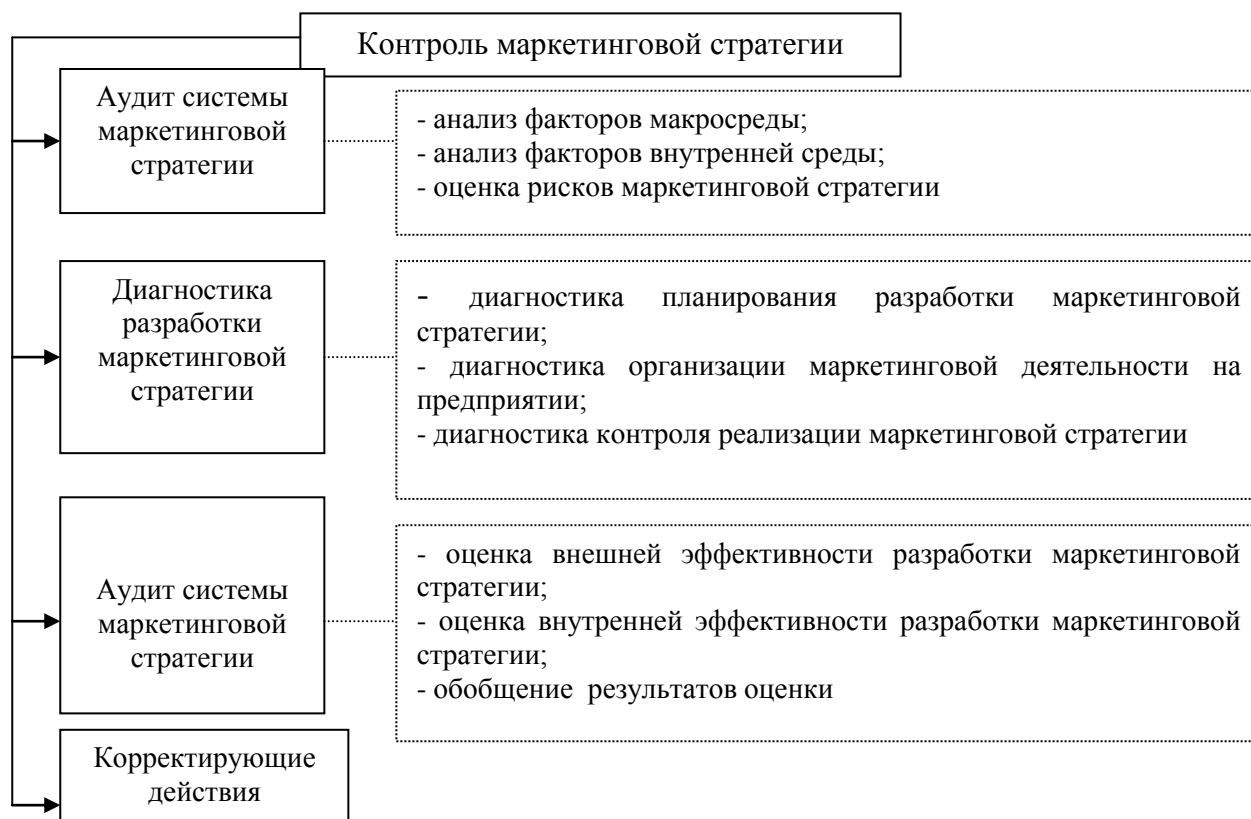 Контроль маркетинговой стратегии
Аудит системы
маркетинговой
стратегии
- анализ факторов макросреды;
- анализ факторов внутренней среды;
- оценка рисков маркетинговой стратегии
Диагностика
разработки
маркетинговой
стратегии
- диагностика планирования разработки маркетинговой
стратегии;
- диагностика организации маркетинговой деятельности на
предприятии;
- диагностика контроля реализации маркетинговой стратегии
Аудит системы
маркетинговой
стратегии
- оценка внешней эффективности разработки маркетинговой
стратегии;
- оценка внутренней эффективности разработки маркетинговой
стратегии;
- обобщение результатов оценки
Корректирующие
действия